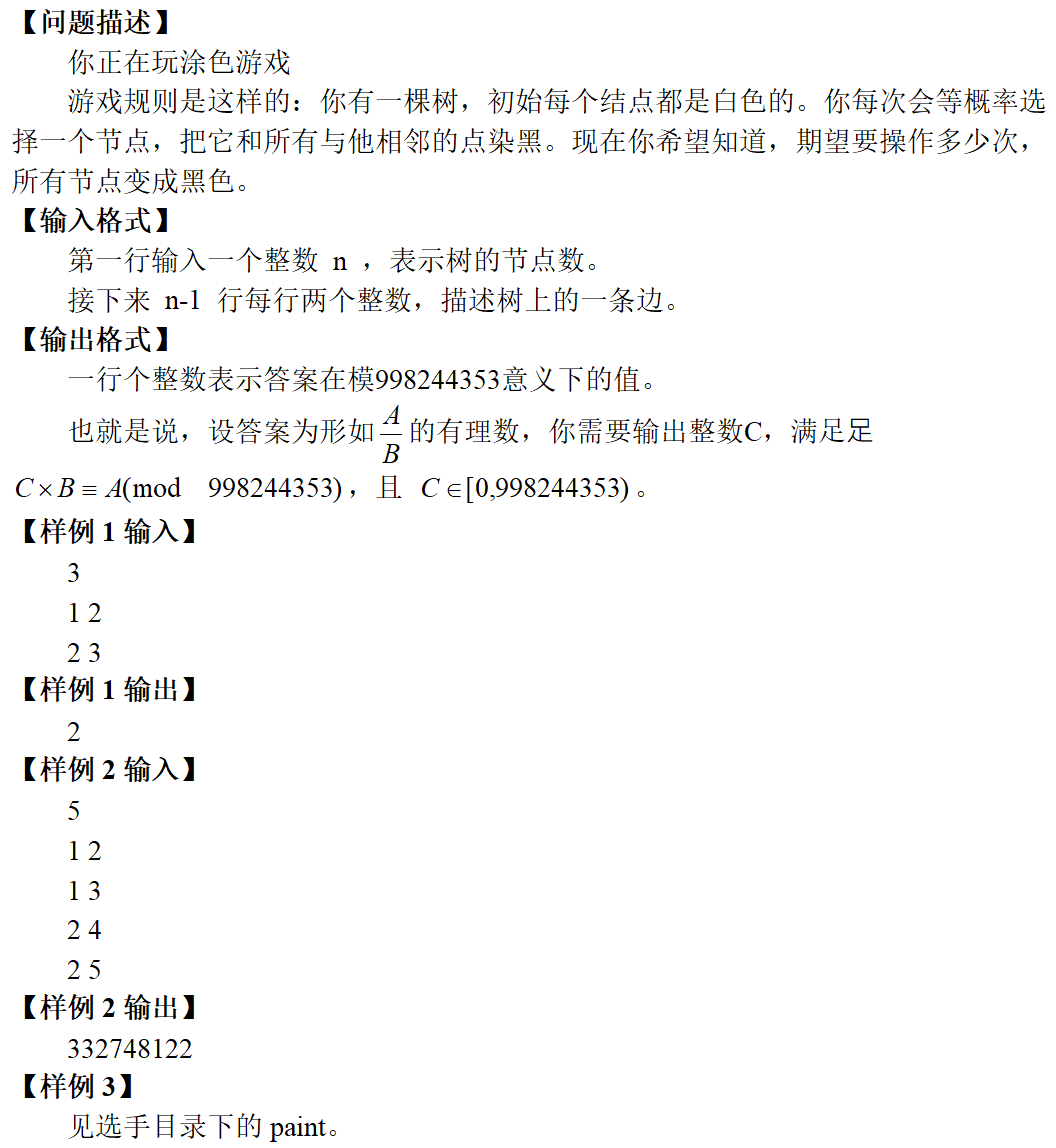 【问题描述】
你正在玩涂色游戏
游戏规则是这样的：你有一棵树，初始每个结点都是白色的。你每次会等概率选
择一个节点，把它和所有与他相邻的点染黑。现在你希望知道，期望要操作多少次，
所有节点变成黑色。
【输入格式】
第一行输入一个整数 n ，表示树的节点数。
接下来 n-1 行每行两个整数，描述树上的一条边。
【输出格式】
一行个整数表示答案在模998244353意义下的值。
也就是说，设答案为形如 A/B 的有理数，你需要输出整数C，满足足
C×B≡A(mod 998244353)，且 C∈[0,998244353)。
【样例 1 输入】
3
1 2
2 3
【样例 1 输出】
2
【样例 2 输入】
5
1 2
1 3
2 4
2 5
【样例 2 输出】
332748122
【样例 3】
见选手目录下的 paint。